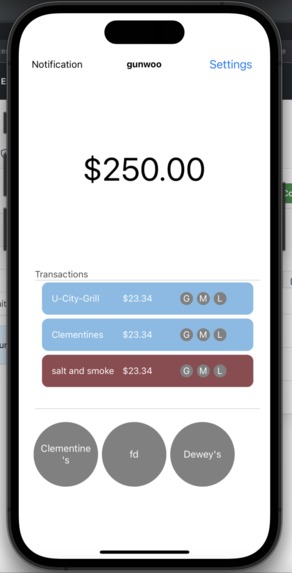 Notification gunwoo Settings
$250.00
Transactions
U-City-Grill $23.34 G M L
Clementines $23.34 G M L
salt and smoke $23.34 G M L
Clementine
's
fd
Dewey's